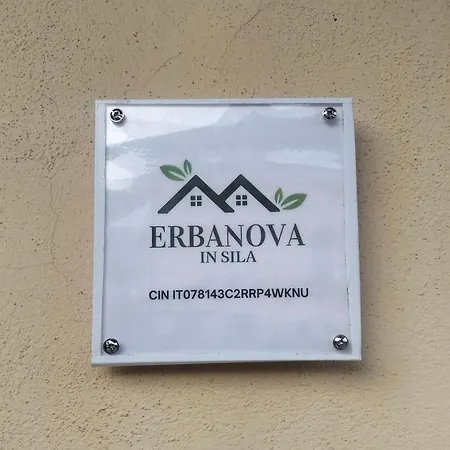 ERBANOVA
IN SILA
CIN IT078143C2RRP4WKNU